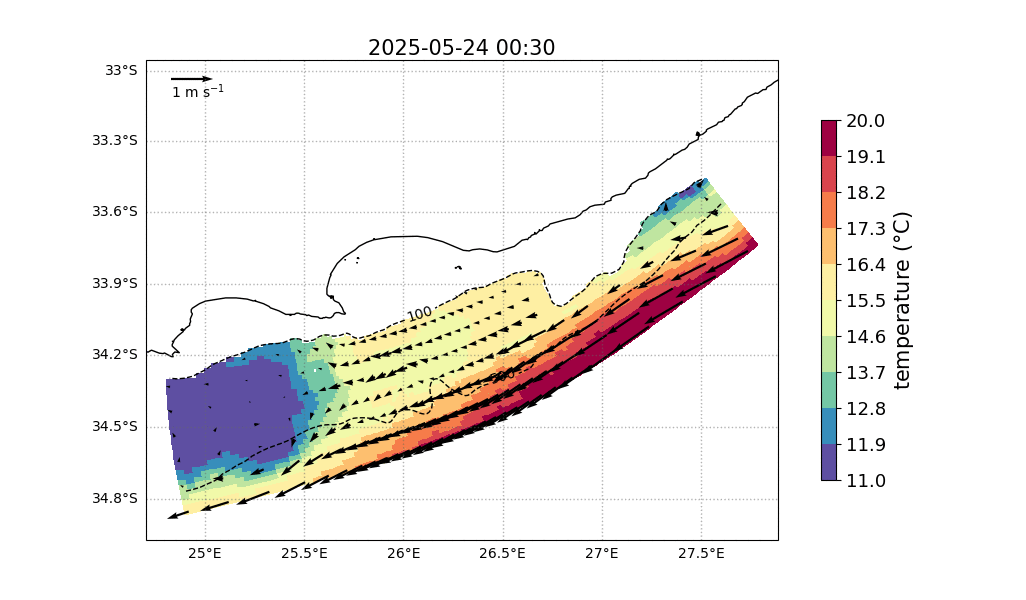 2025-05-24 00:30
1 m s⁻¹
33°S
33.3°S
33.6°S
33.9°S
34.2°S
34.5°S
34.8°S
25°E
25.5°E
26°E
26.5°E
27°E
27.5°E
100
20.0
19.1
18.2
17.3
16.4
15.5
14.6
13.7
12.8
11.9
11.0
temperature (°C)